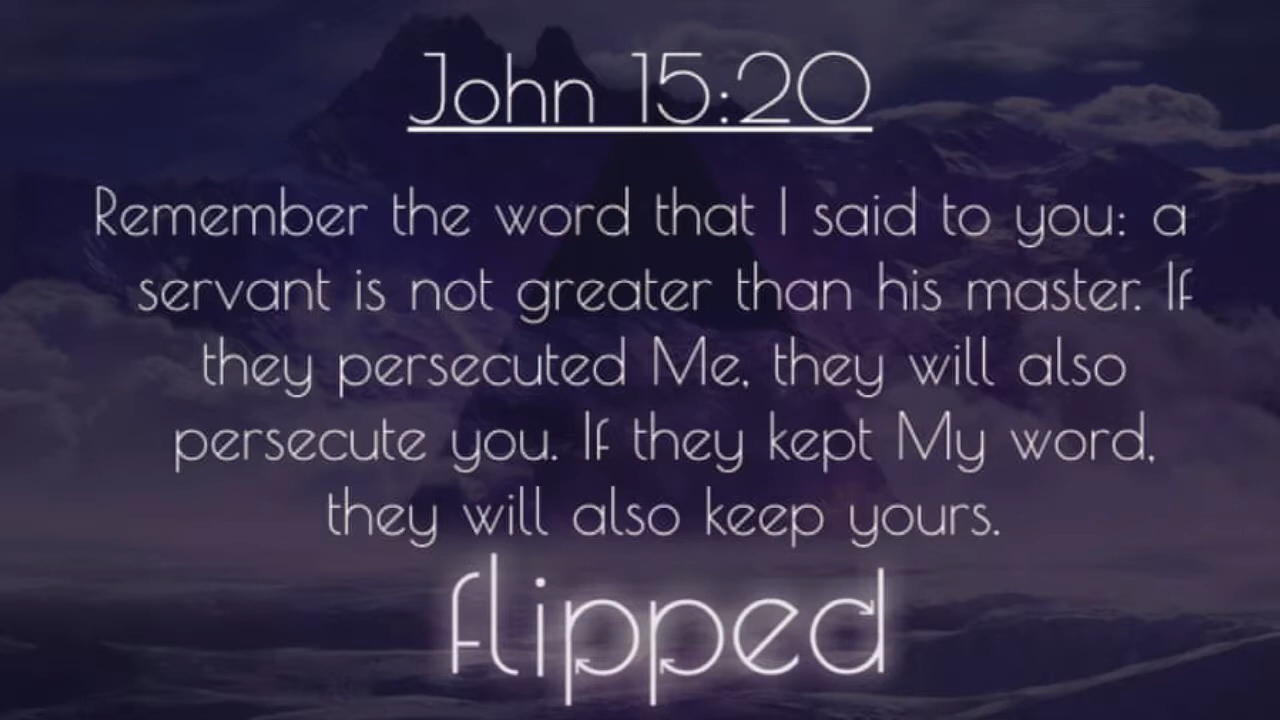 John 15:20
Remember the word that I said to you: a
servant is not greater than his master. If
they persecuted Me, they will also
persecute you. If they kept My word,
they will also keep yours.
flipped